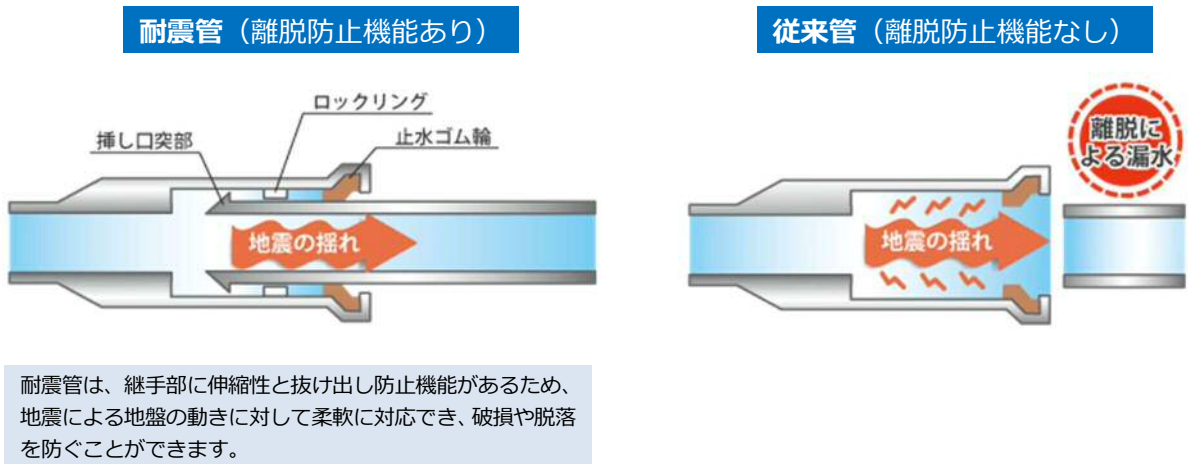 耐震管（離脱防止機能あり）
従来管（離脱防止機能なし）
ロックリング
挿し口突部
止水ゴム輪
地震の揺れ
離脱に
よる漏水
地震の揺れ
耐震管は、継手部に伸縮性と抜け出し防止機能があるため、
地震による地盤の動きに対して柔軟に対応でき、破損や脱落
を防ぐことができます。